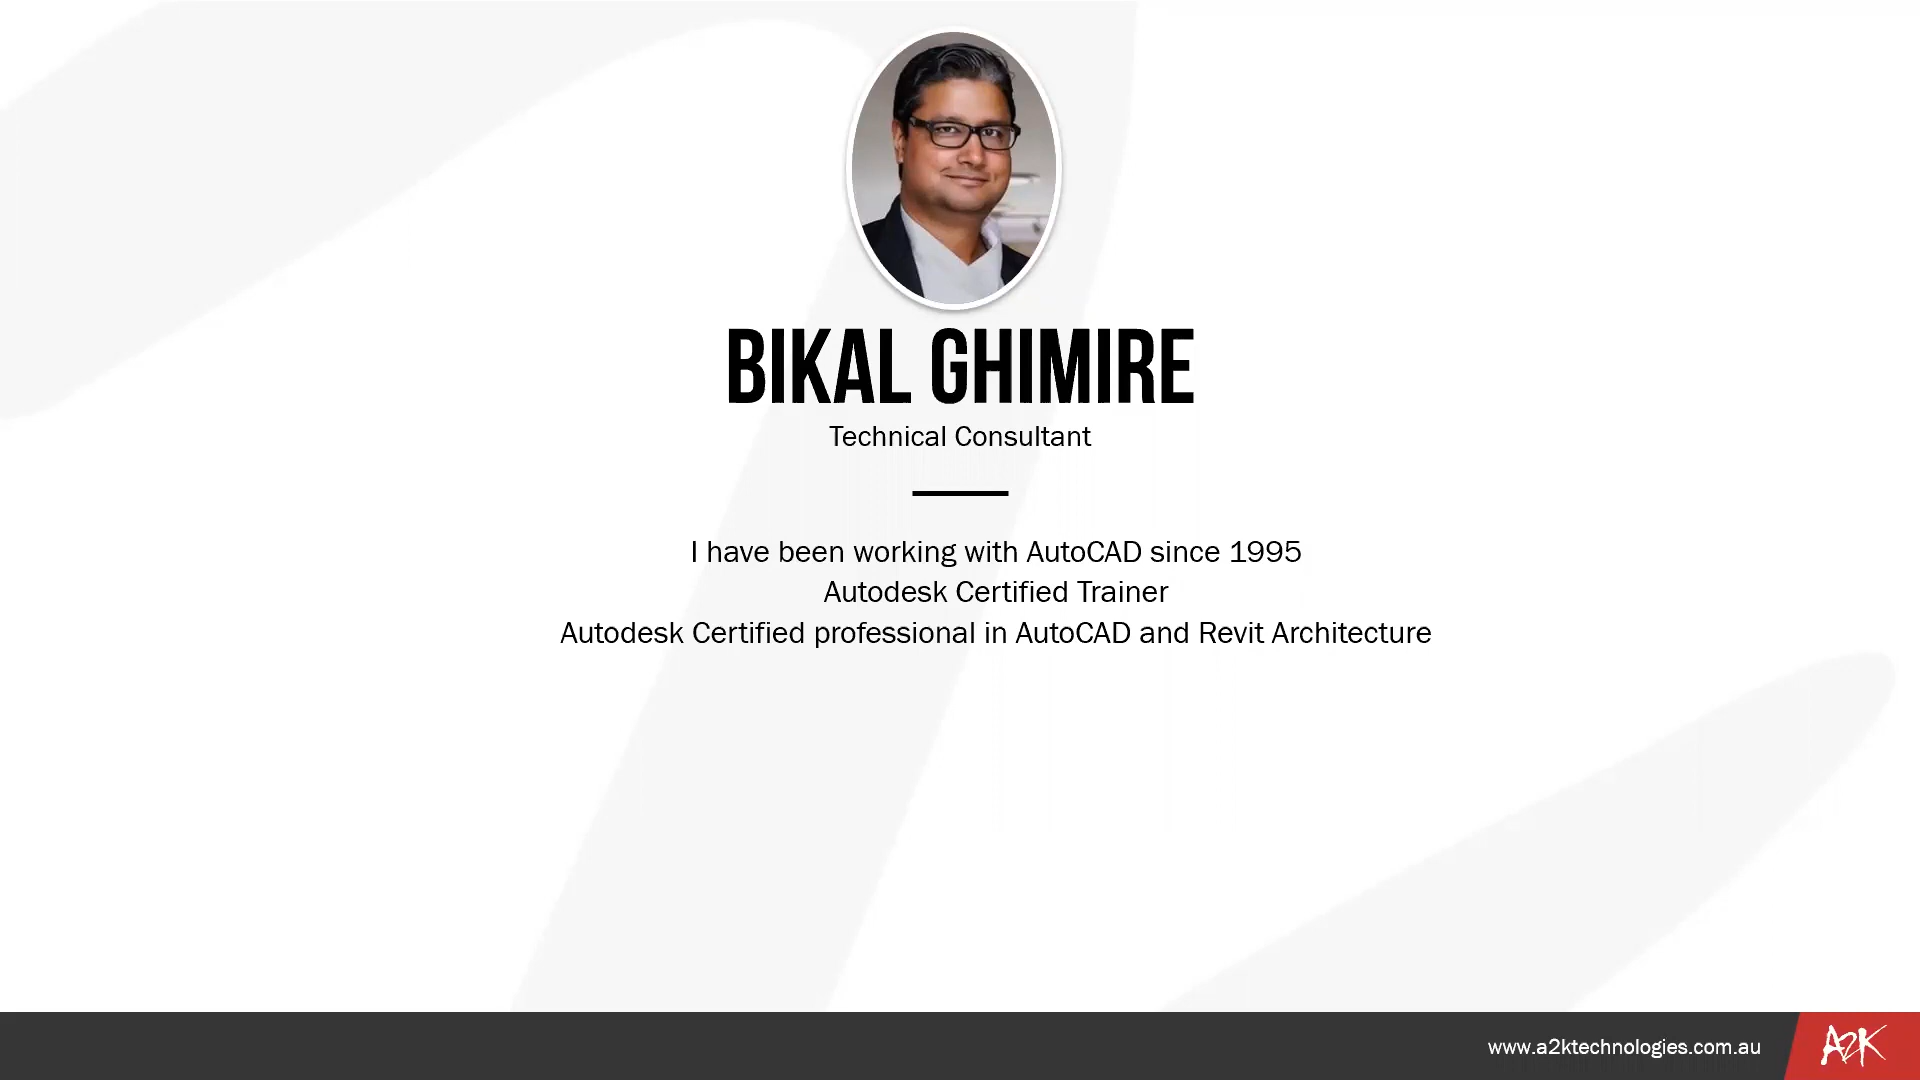 BIKAL GHIMIRE
Technical Consultant
I have been working with AutoCAD since 1995
Autodesk Certified Trainer
Autodesk Certified professional in AutoCAD and Revit Architecture
www.a2ktechnologies.com.au
A2K